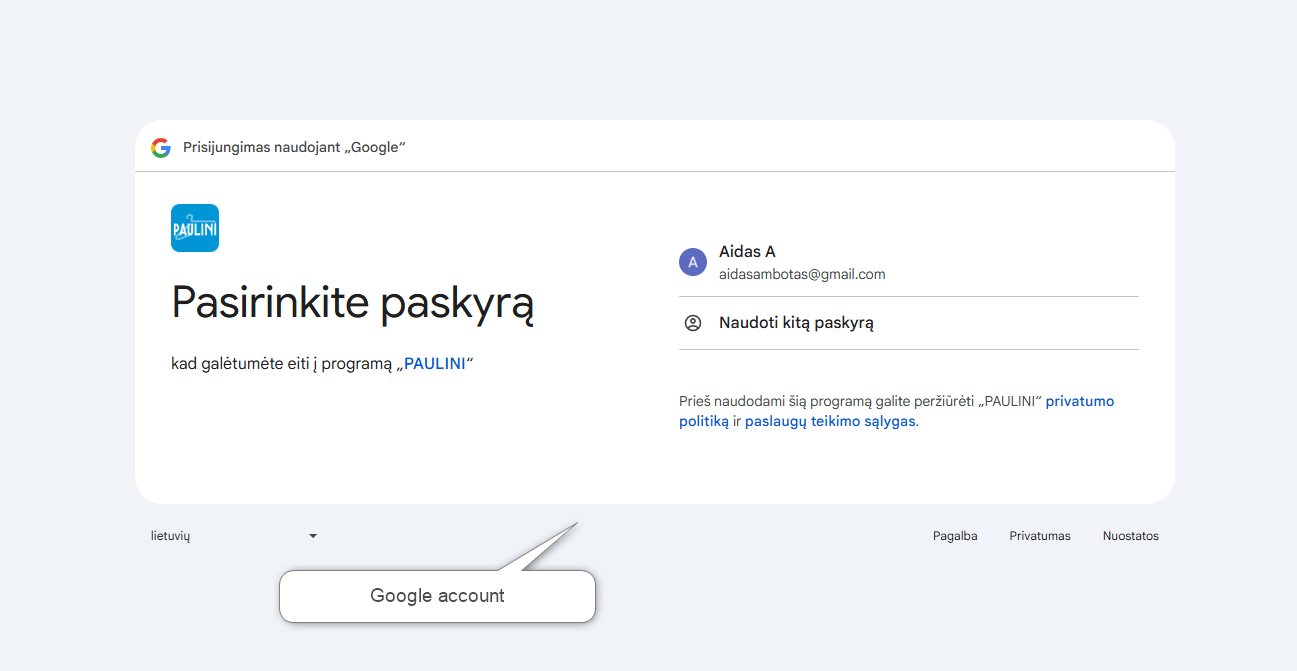 Prisijungimas naudojant „Google“
PAULINI
Pasirinkite paskyrą
kad galėtumėte eiti į programą „PAULINI“
A
Aidas A
aidasambotas@gmail.com
Naudoti kitą paskyrą
Prieš naudodami šią programą galite peržiūrėti „PAULINI“ privatumo
politiką ir paslaugų teikimo sąlygas.
lietuvių
Pagalba
Privatumas
Nuostatos
Google account